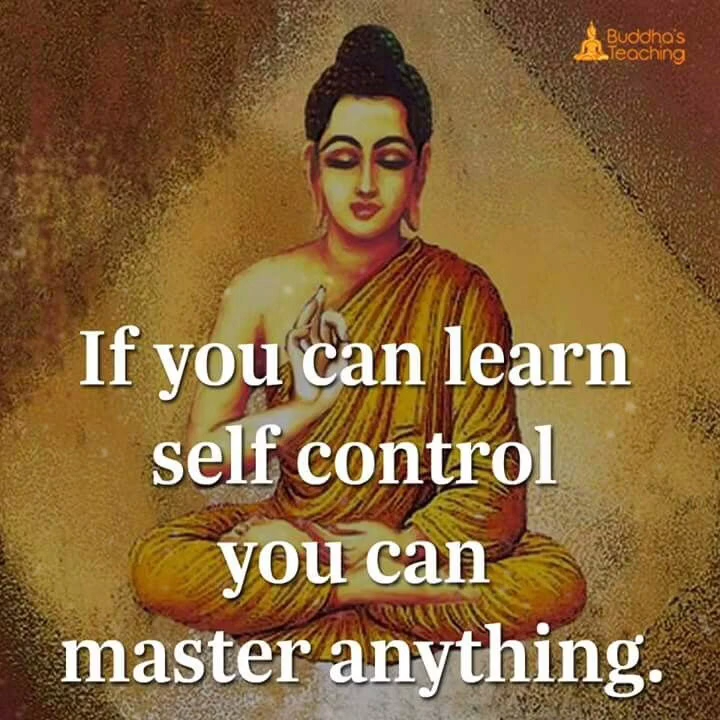 Buddha's
Teaching
If you can learn
self control
you can
master anything.